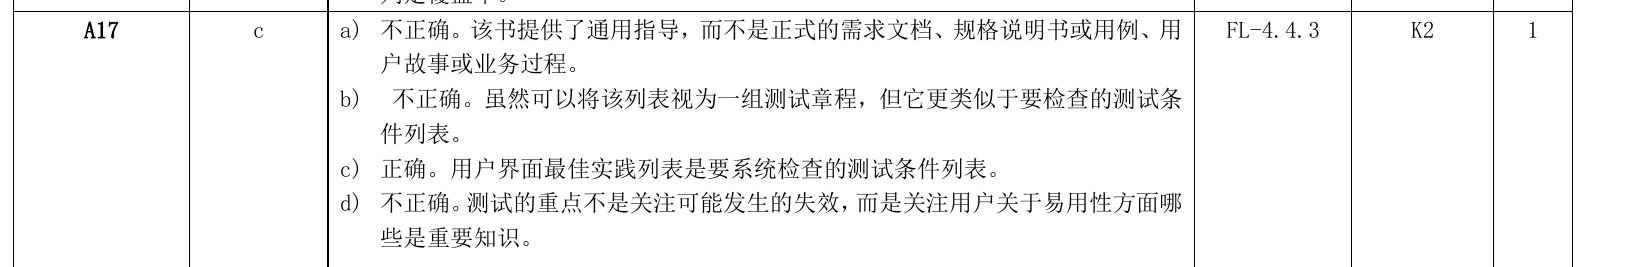 A17
c
a) 不正确。该书提供了通用指导，而不是正式的需求文档、规格说明书或用例、用
户故事或业务过程。
b) 不正确。虽然可以将该列表视为一组测试章程，但它更类似于要检查的测试条
件列表。
c) 正确。用户界面最佳实践列表是要系统检查的测试条件列表。
d) 不正确。测试的重点不是关注可能发生的失效，而是关注用户关于易用性方面哪
些是重要知识。
FL-4.4.3
K2
1